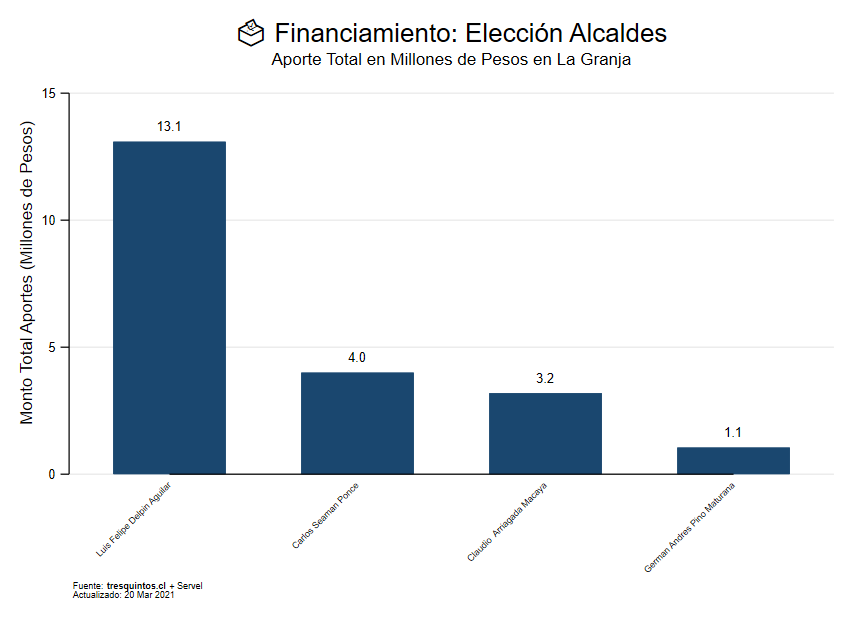 Financiamiento: Elección Alcaldes
Aporte Total en Millones de Pesos en La Granja
Monto Total Aportes (Millones de Pesos)
15
10
5
0
13.1
4.0
3.2
1.1
Luis Felipe Delpin Aguilar
Carlos Seaman Ponce
Claudio Arriagada Macaya
German Andres Pino Maturana
Fuente: tresquintos.cl + Servel
Actualizado: 20 Mar 2021